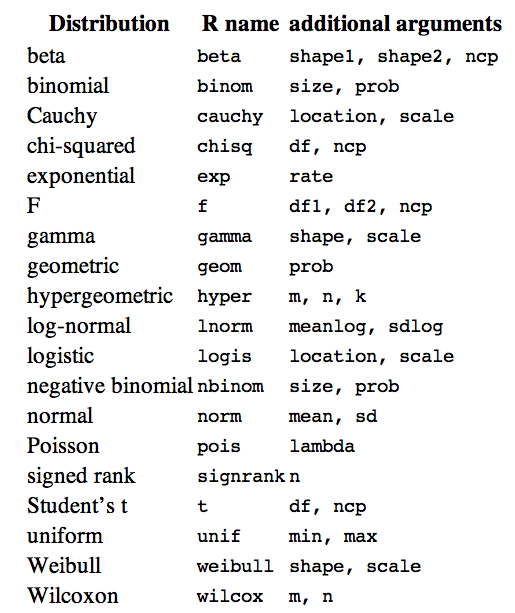 Distribution R name additional arguments
beta beta shape1, shape2, ncp
binomial binom size, prob
Cauchy cauchy location, scale
chi-squared chisq df, ncp
exponential exp rate
F f df1, df2, ncp
gamma gamma shape, scale
geometric geom prob
hypergeometric hyper m, n, k
log-normal lnorm meanlog, sdlog
logistic logis location, scale
negative binomial nbinom size, prob
normal norm mean, sd
Poisson pois lambda
signed rank signrank n
Student’s t t df, ncp
uniform unif min, max
Weibull weibull shape, scale
Wilcoxon wilcox m, n